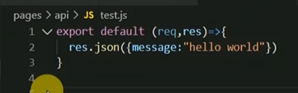 pages > api > JS test.js
1 export default (req,res)=>{
2 res.json({message:"hello world"})
3 }
4